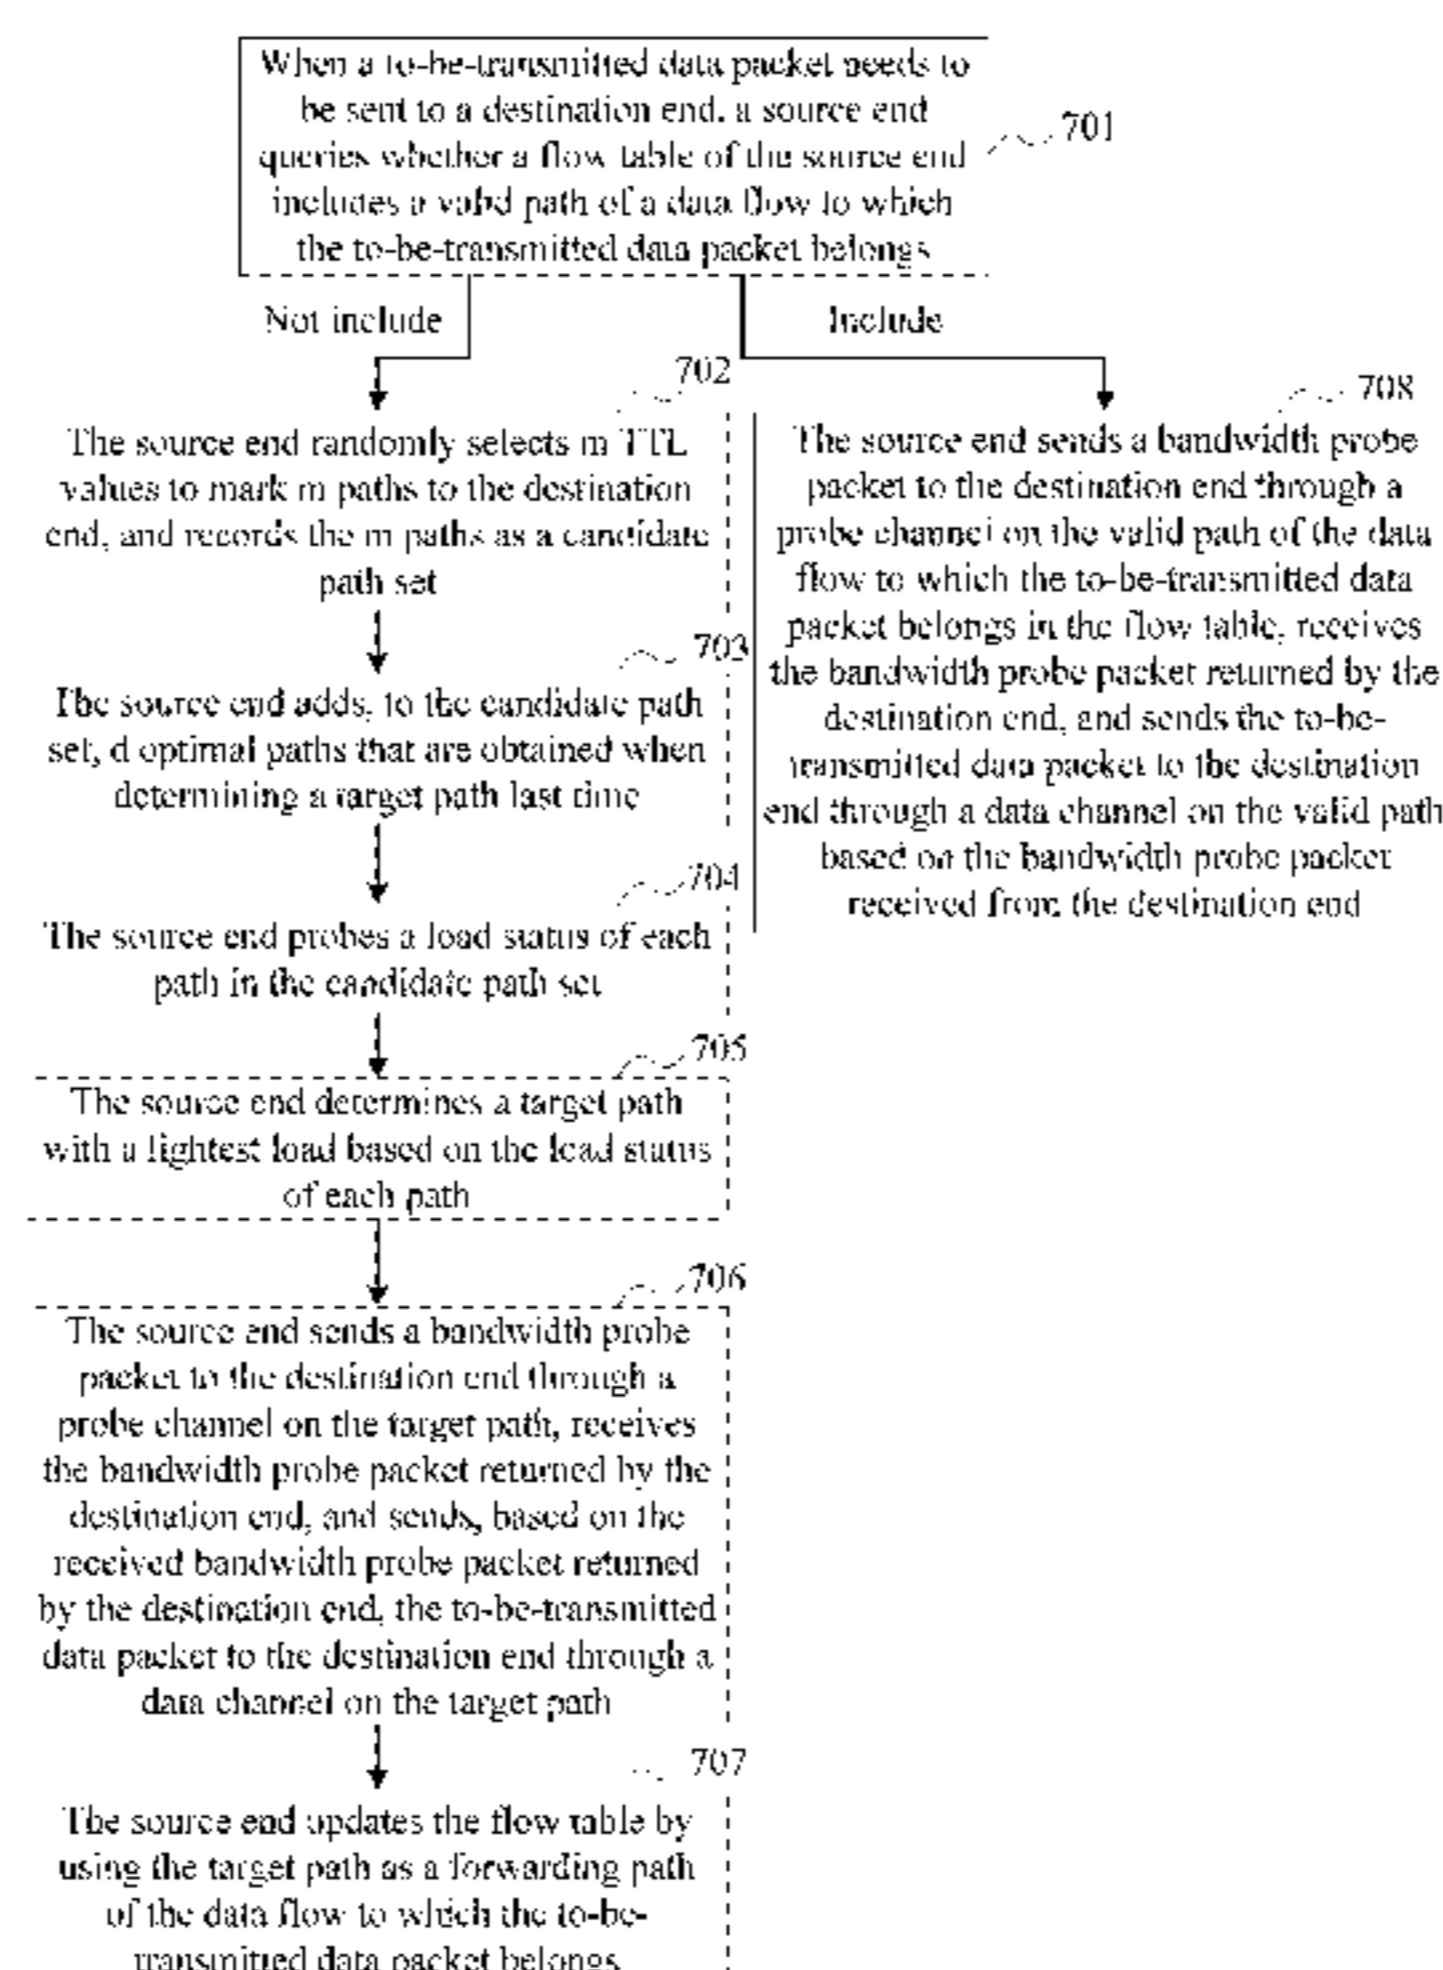 When a to-be-transmitted data packet needs to
be sent to a destination end, a source end
queries whether a flow table of the source end
includes a valid path of a data flow to which
the to-be-transmitted data packet belongs
701
Not include
Include
702
The source end randomly selects m TTL
values to mark m paths to the destination
end, and records the m paths as a candidate
path set
703
The source end adds, to the candidate path
set, d optimal paths that are obtained when
determining a target path last time
704
The source end probes a load status of each
path in the candidate path set
705
The source end determines a target path
with a lightest load based on the load status
of each path
706
The source end sends a bandwidth probe
packet to the destination end through a
probe channel on the target path, receives
the bandwidth probe packet returned by the
destination end, and sends, based on the
received bandwidth probe packet returned
by the destination end, the to-be-transmitted
data packet to the destination end through a
data channel on the target path
707
The source end updates the flow table by
using the target path as a forwarding path
of the data flow to which the to-be-
transmitted data packet belongs
708
The source end sends a bandwidth probe
packet to the destination end through a
probe channel on the valid path of the data
flow to which the to-be-transmitted data
packet belongs in the flow table, receives
the bandwidth probe packet returned by the
destination end, and sends the to-be-
transmitted data packet to the destination
end through a data channel on the valid path
based on the bandwidth probe packet
received from the destination end